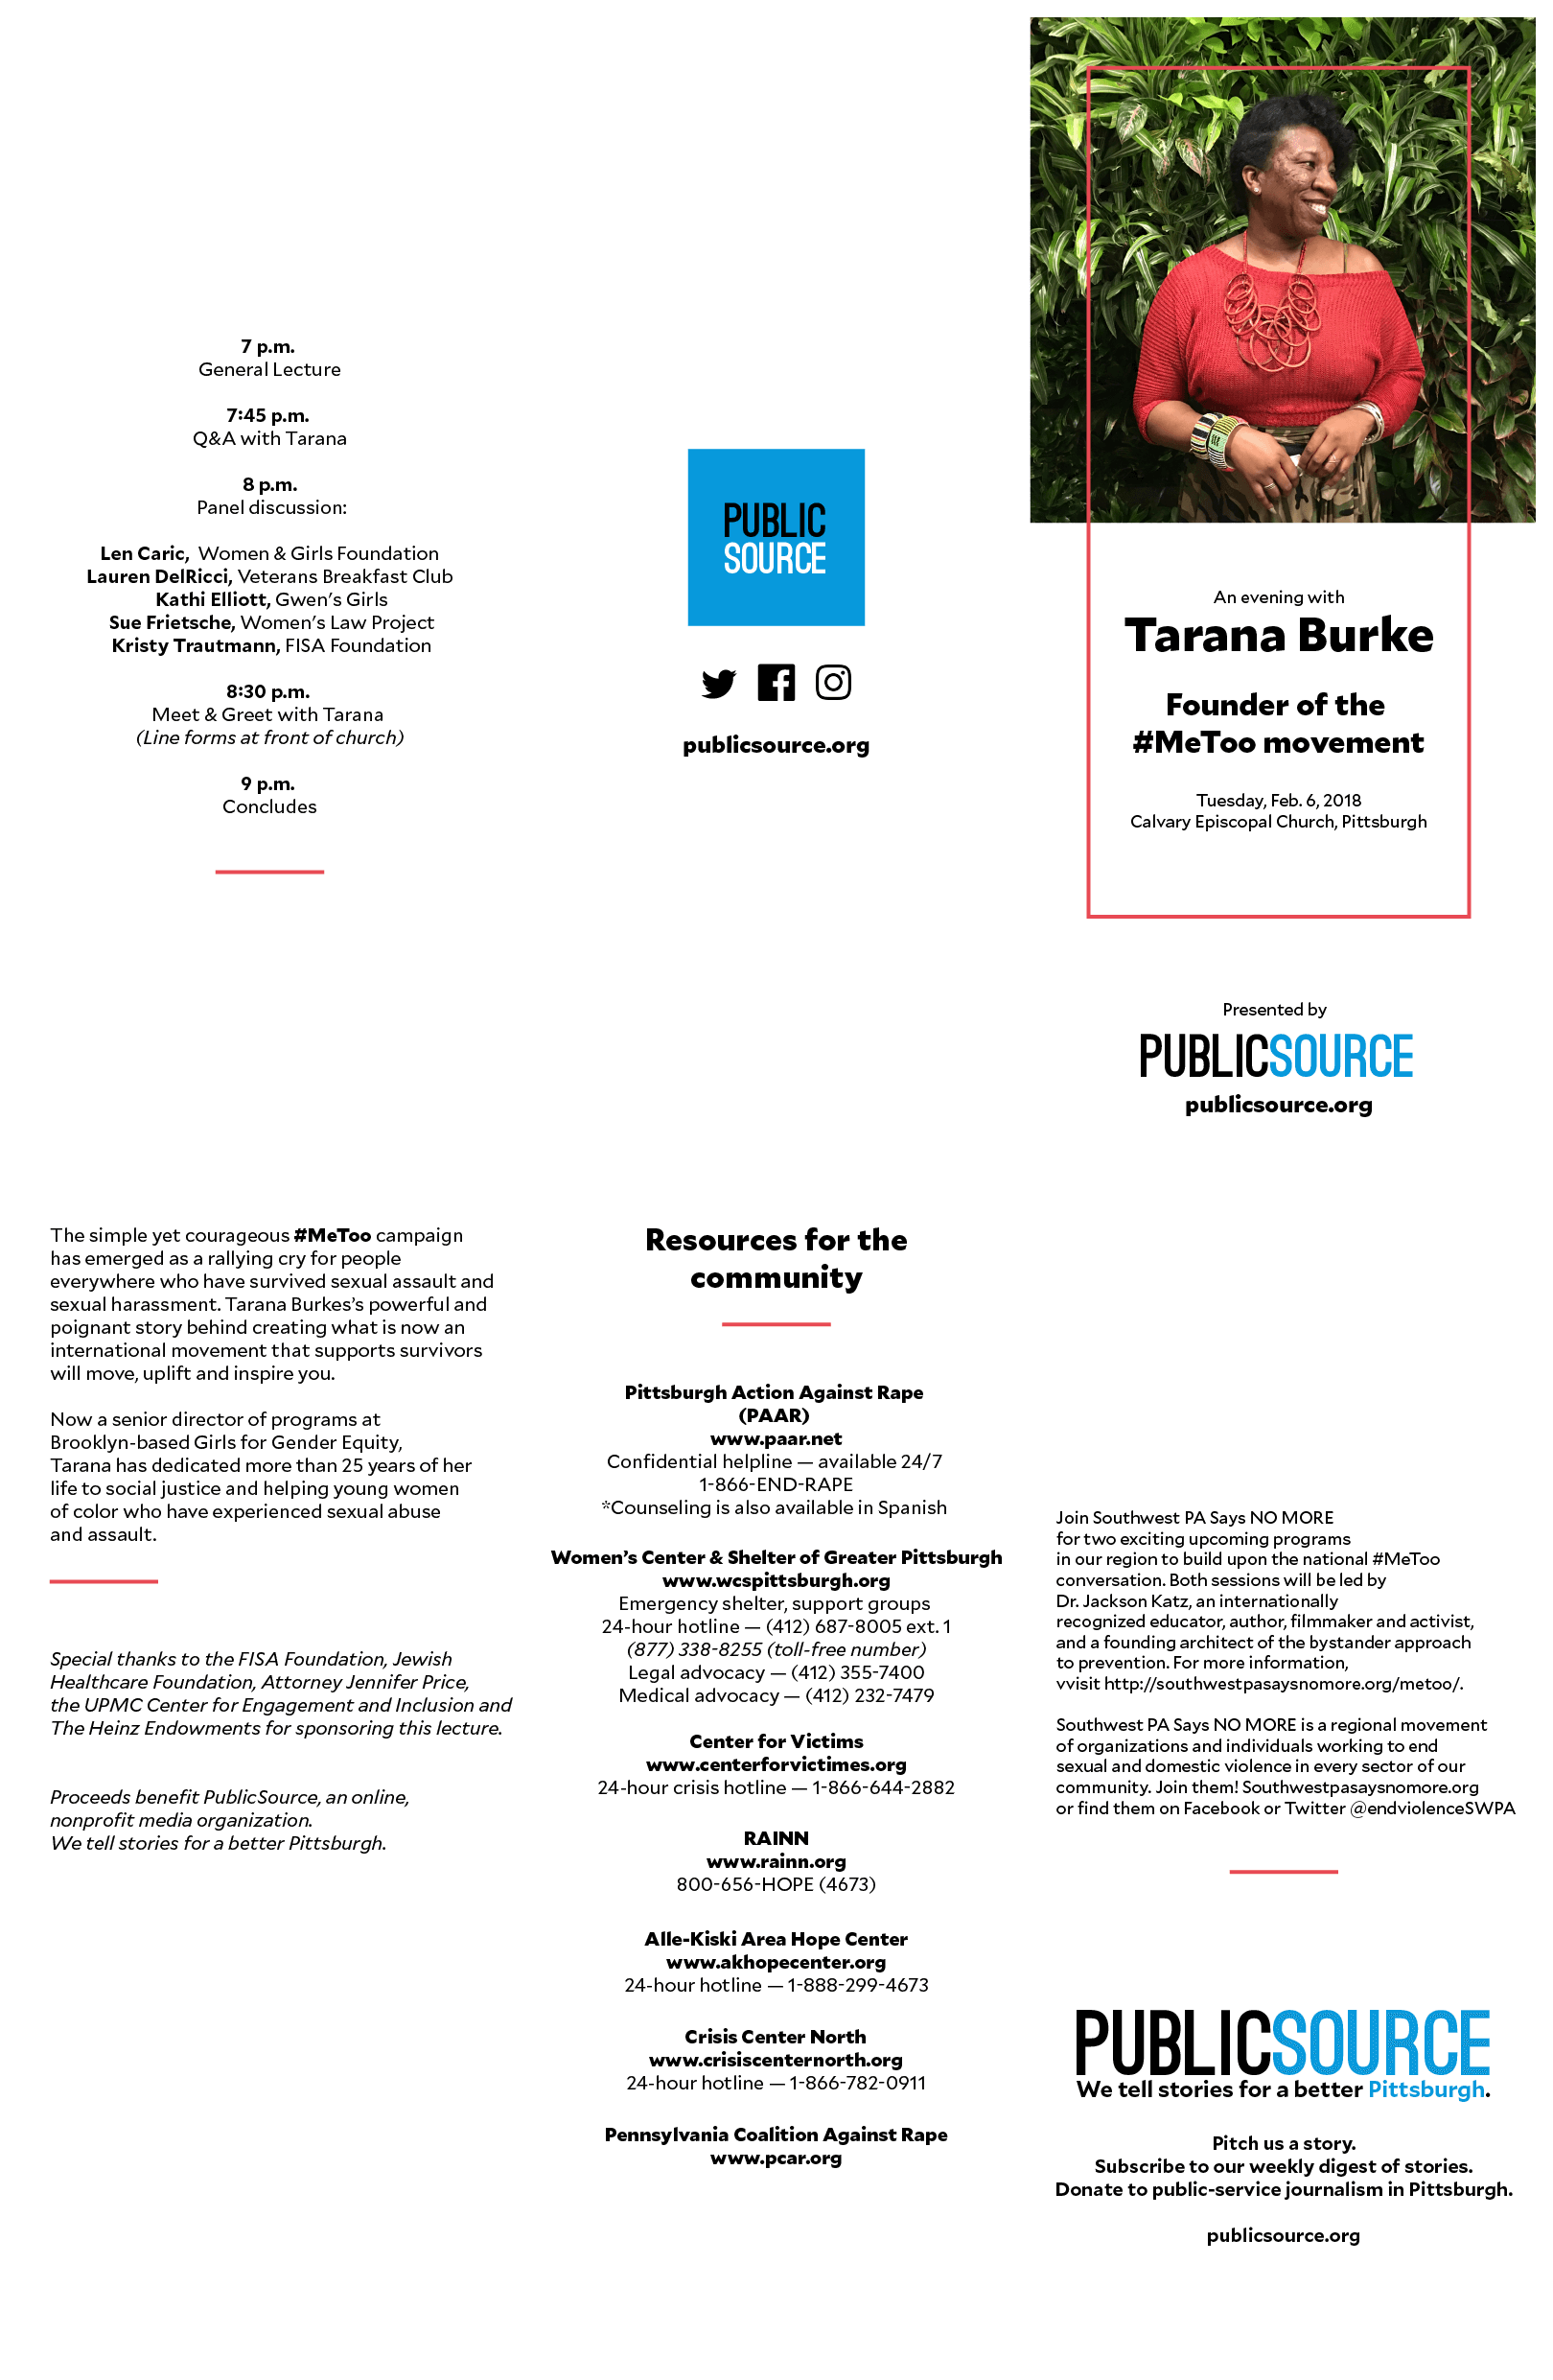 7 p.m.
General Lecture
7:45 p.m.
Q&A with Tarana
8 p.m.
Panel discussion:
Len Caric, Women & Girls Foundation
Lauren DelRicci, Veterans Breakfast Club
Kathi Elliott, Gwen's Girls
Sue Frietsche, Women's Law Project
Kristy Trautmann, FISA Foundation
8:30 p.m.
Meet & Greet with Tarana
(Line forms at front of church)
9 p.m.
Concludes
PUBLIC
SOURCE
publicsource.org
An evening with
Tarana Burke
Founder of the
#MeToo movement
Tuesday, Feb. 6, 2018
Calvary Episcopal Church, Pittsburgh
Presented by
PUBLICSOURCE
publicsource.org
The simple yet courageous #MeToo campaign
has emerged as a rallying cry for people
everywhere who have survived sexual assault and
sexual harassment. Tarana Burkes's powerful and
poignant story behind creating what is now an
international movement that supports survivors
will move, uplift and inspire you.
Now a senior director of programs at
Brooklyn-based Girls for Gender Equity,
Tarana has dedicated more than 25 years of her
life to social justice and helping young women
of color who have experienced sexual abuse
and assault.
Special thanks to the FISA Foundation, Jewish
Healthcare Foundation, Attorney Jennifer Price,
the UPMC Center for Engagement and Inclusion and
The Heinz Endowments for sponsoring this lecture.
Proceeds benefit PublicSource, an online,
nonprofit media organization.
We tell stories for a better Pittsburgh.
Resources for the
community
Pittsburgh Action Against Rape
(PAAR)
www.paar.net
Confidential helpline — available 24/7
1-866-END-RAPE
*Counseling is also available in Spanish
Women's Center & Shelter of Greater Pittsburgh
www.wcspittsburgh.org
Emergency shelter, support groups
24-hour hotline — (412) 687-8005 ext. 1
(877) 338-8255 (toll-free number)
Legal advocacy — (412) 355-7400
Medical advocacy — (412) 232-7479
Center for Victims
www.centerforvictimes.org
24-hour crisis hotline — 1-866-644-2882
RAINN
www.rainn.org
800-656-HOPE (4673)
Alle-Kiski Area Hope Center
www.akhopecenter.org
24-hour hotline — 1-888-299-4673
Crisis Center North
www.crisiscenternorth.org
24-hour hotline — 1-866-782-0911
Pennsylvania Coalition Against Rape
www.pcar.org
Join Southwest PA Says NO MORE
for two exciting upcoming programs
in our region to build upon the national #MeToo
conversation. Both sessions will be led by
Dr. Jackson Katz, an internationally
recognized educator, author, filmmaker and activist,
and a founding architect of the bystander approach
to prevention. For more information,
vvisit http://southwestpasaysnomore.org/metoo/.
Southwest PA Says NO MORE is a regional movement
of organizations and individuals working to end
sexual and domestic violence in every sector of our
community. Join them! Southwestpasaysnomore.org
or find them on Facebook or Twitter @endviolenceSWPA
PUBLICSOURCE
We tell stories for a better Pittsburgh.
Pitch us a story.
Subscribe to our weekly digest of stories.
Donate to public-service journalism in Pittsburgh.
publicsource.org